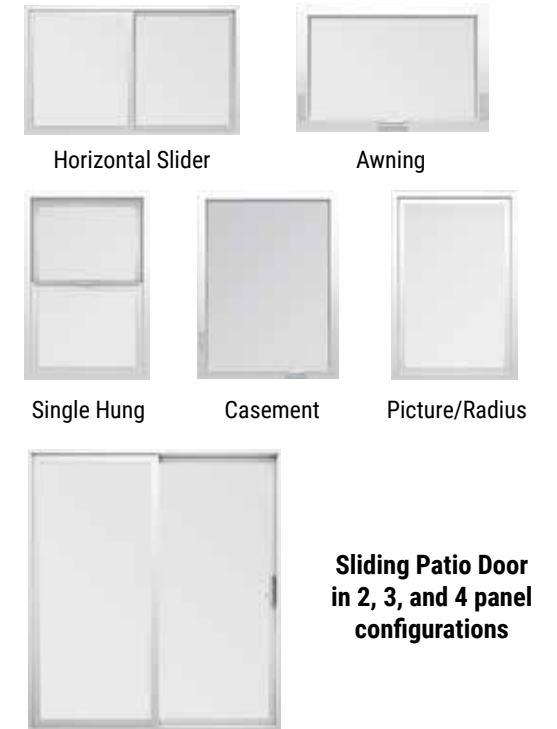 Horizontal Slider
Awning
Single Hung
Casement
Picture/Radius
Sliding Patio Door
in 2, 3, and 4 panel
configurations